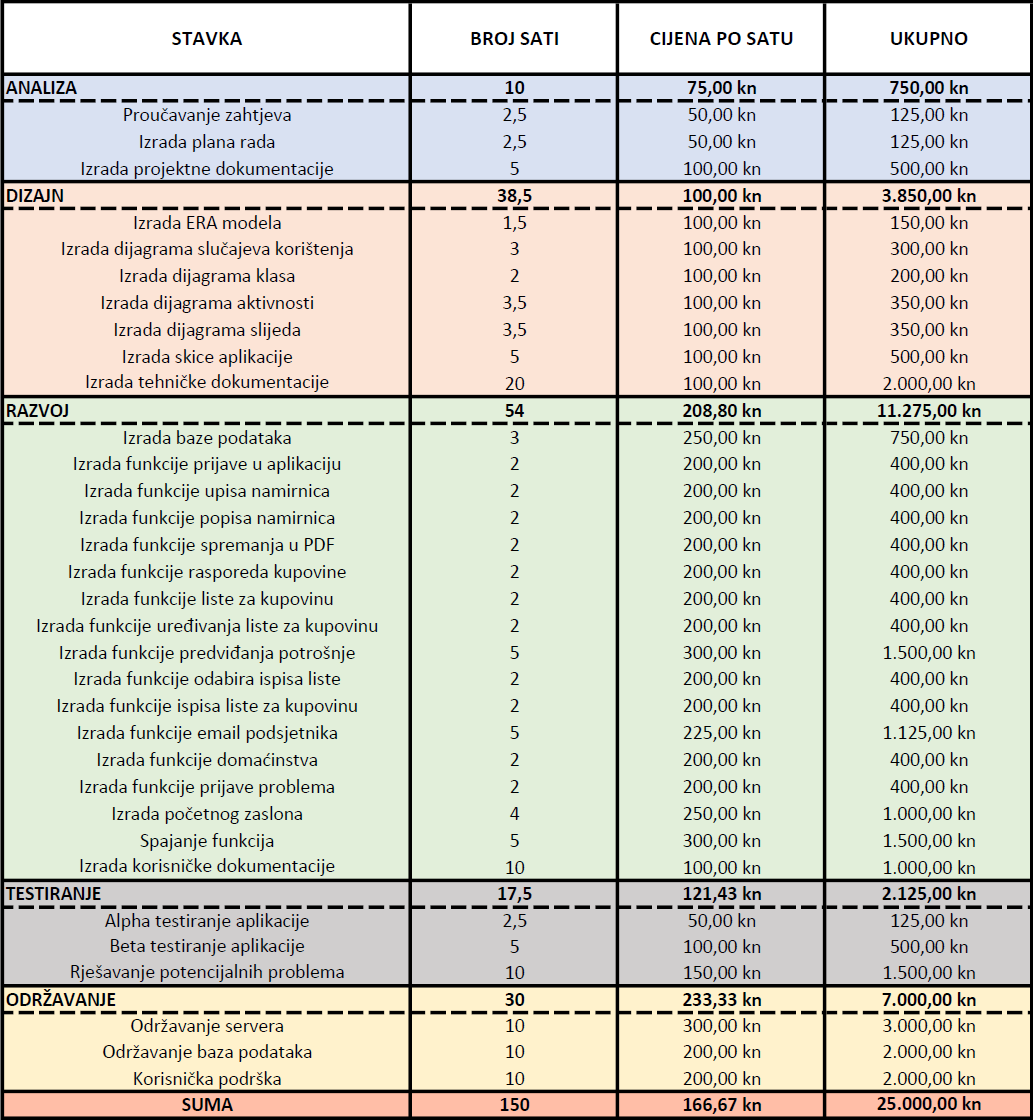 STAVKA BROJ SATI CIJENA PO SATU UKUPNO
ANALIZA 10 75,00 kn 750,00 kn
Proučavanje zahtjeva 2,5 50,00 kn 125,00 kn
Izrada plana rada 2,5 50,00 kn 125,00 kn
Izrada projektne dokumentacije 5 100,00 kn 500,00 kn
DIZAJN 38,5 100,00 kn 3.850,00 kn
Izrada ERA modela 1,5 100,00 kn 150,00 kn
Izrada dijagrama slučajeva korištenja 3 100,00 kn 300,00 kn
Izrada dijagrama klasa 2 100,00 kn 200,00 kn
Izrada dijagrama aktivnosti 3,5 100,00 kn 350,00 kn
Izrada dijagrama slijeda 3,5 100,00 kn 350,00 kn
Izrada skice aplikacije 5 100,00 kn 500,00 kn
Izrada tehničke dokumentacije 20 100,00 kn 2.000,00 kn
RAZVOJ 54 208,80 kn 11.275,00 kn
Izrada baze podataka 3 250,00 kn 750,00 kn
Izrada funkcije prijave u aplikaciju 2 200,00 kn 400,00 kn
Izrada funkcije upisa namirnica 2 200,00 kn 400,00 kn
Izrada funkcije popisa namirnica 2 200,00 kn 400,00 kn
Izrada funkcije spremanja u PDF 2 200,00 kn 400,00 kn
Izrada funkcije rasporeda kupovine 2 200,00 kn 400,00 kn
Izrada funkcije liste za kupovinu 2 200,00 kn 400,00 kn
Izrada funkcije uređivanja liste za kupovinu 2 200,00 kn 400,00 kn
Izrada funkcije predviđanja potrošnje 5 300,00 kn 1.500,00 kn
Izrada funkcije odabira ispisa liste 2 200,00 kn 400,00 kn
Izrada funkcije ispisa liste za kupovinu 2 200,00 kn 400,00 kn
Izrada funkcije email podsjetnika 5 225,00 kn 1.125,00 kn
Izrada funkcije domaćinstva 2 200,00 kn 400,00 kn
Izrada funkcije prijave problema 2 200,00 kn 400,00 kn
Izrada početnog zaslona 4 250,00 kn 1.000,00 kn
Spajanje funkcija 5 300,00 kn 1.500,00 kn
Izrada korisničke dokumentacije 10 100,00 kn 1.000,00 kn
TESTIRANJE 17,5 121,43 kn 2.125,00 kn
Alpha testiranje aplikacije 2,5 50,00 kn 125,00 kn
Beta testiranje aplikacije 5 100,00 kn 500,00 kn
Rješavanje potencijalnih problema 10 150,00 kn 1.500,00 kn
ODRŽAVANJE 30 233,33 kn 7.000,00 kn
Održavanje servera 10 300,00 kn 3.000,00 kn
Održavanje baza podataka 10 200,00 kn 2.000,00 kn
Korisnička podrška 10 200,00 kn 2.000,00 kn
SUMA 150 166,67 kn 25.000,00 kn